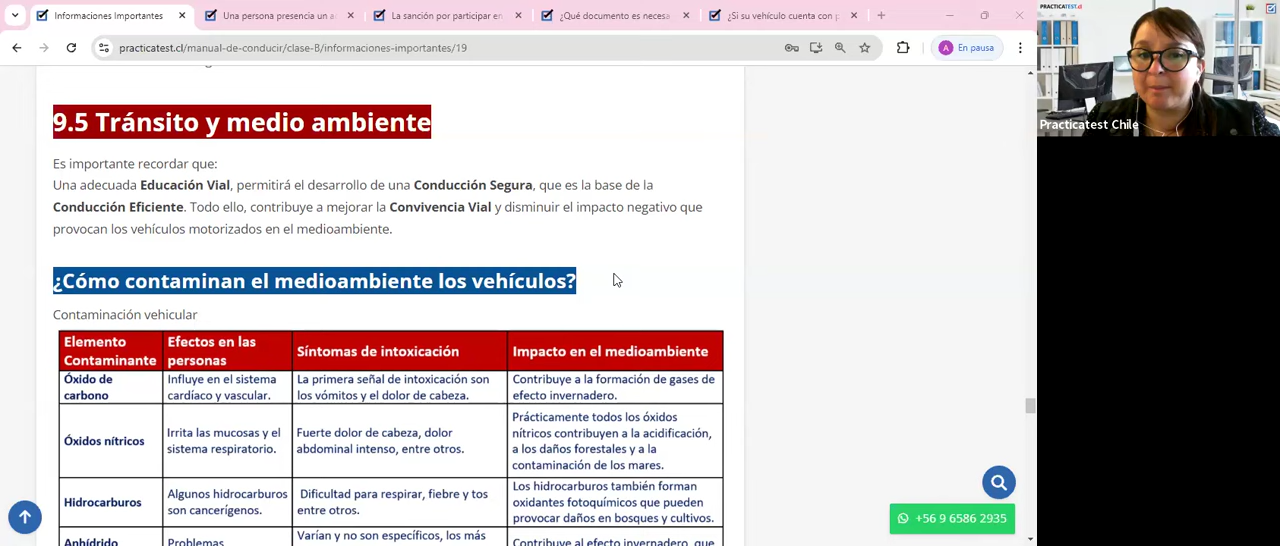 Informaciones Importantes
Una persona presenta un a
La sanción por participar en
¿Qué documento es necesa
¿Si su vehículo cuenta con p
practicatest.cl/manual-de-conducir/clase-B/informaciones-importantes/19
A En pausa
PRACTICATEST.cl
Practicatest Chile
9.5 Tránsito y medio ambiente
Es importante recordar que:
Una adecuada Educación Vial, permitirá el desarrollo de una Conducción Segura, que es la base de la
Conducción Eficiente. Todo ello, contribuye a mejorar la Convivencia Vial y disminuir el impacto negativo que
provocan los vehículos motorizados en el medioambiente.
¿Cómo contaminan el medioambiente los vehículos?
Contaminación vehicular
Elemento
Contaminante
Efectos en las
personas
Síntomas de intoxicación
Impacto en el medioambiente
Óxido de
carbono
Influye en el sistema
cardíaco y vascular.
La primera señal de intoxicación son
los vómitos y el dolor de cabeza.
Contribuye a la formación de gases de
efecto invernadero.
Óxidos nítricos
Irrita las mucosas y el
sistema respiratorio.
Fuerte dolor de cabeza, dolor
abdominal intenso, entre otros.
Prácticamente todos los óxidos
nítricos contribuyen a la acidificación,
a los daños forestales y a la
contaminación de los mares.
Hidrocarburos
Algunos hidrocarburos
son cancerígenos.
Dificultad para respirar, fiebre y tos
entre otros.
Los hidrocarburos también forman
oxidantes fotoquímicos que pueden
provocar daños en bosques y cultivos.
Anhídrido
Problemas
Varían y no son específicos, los más
Contribuye al efecto invernadero, que
+56 9 6586 2935